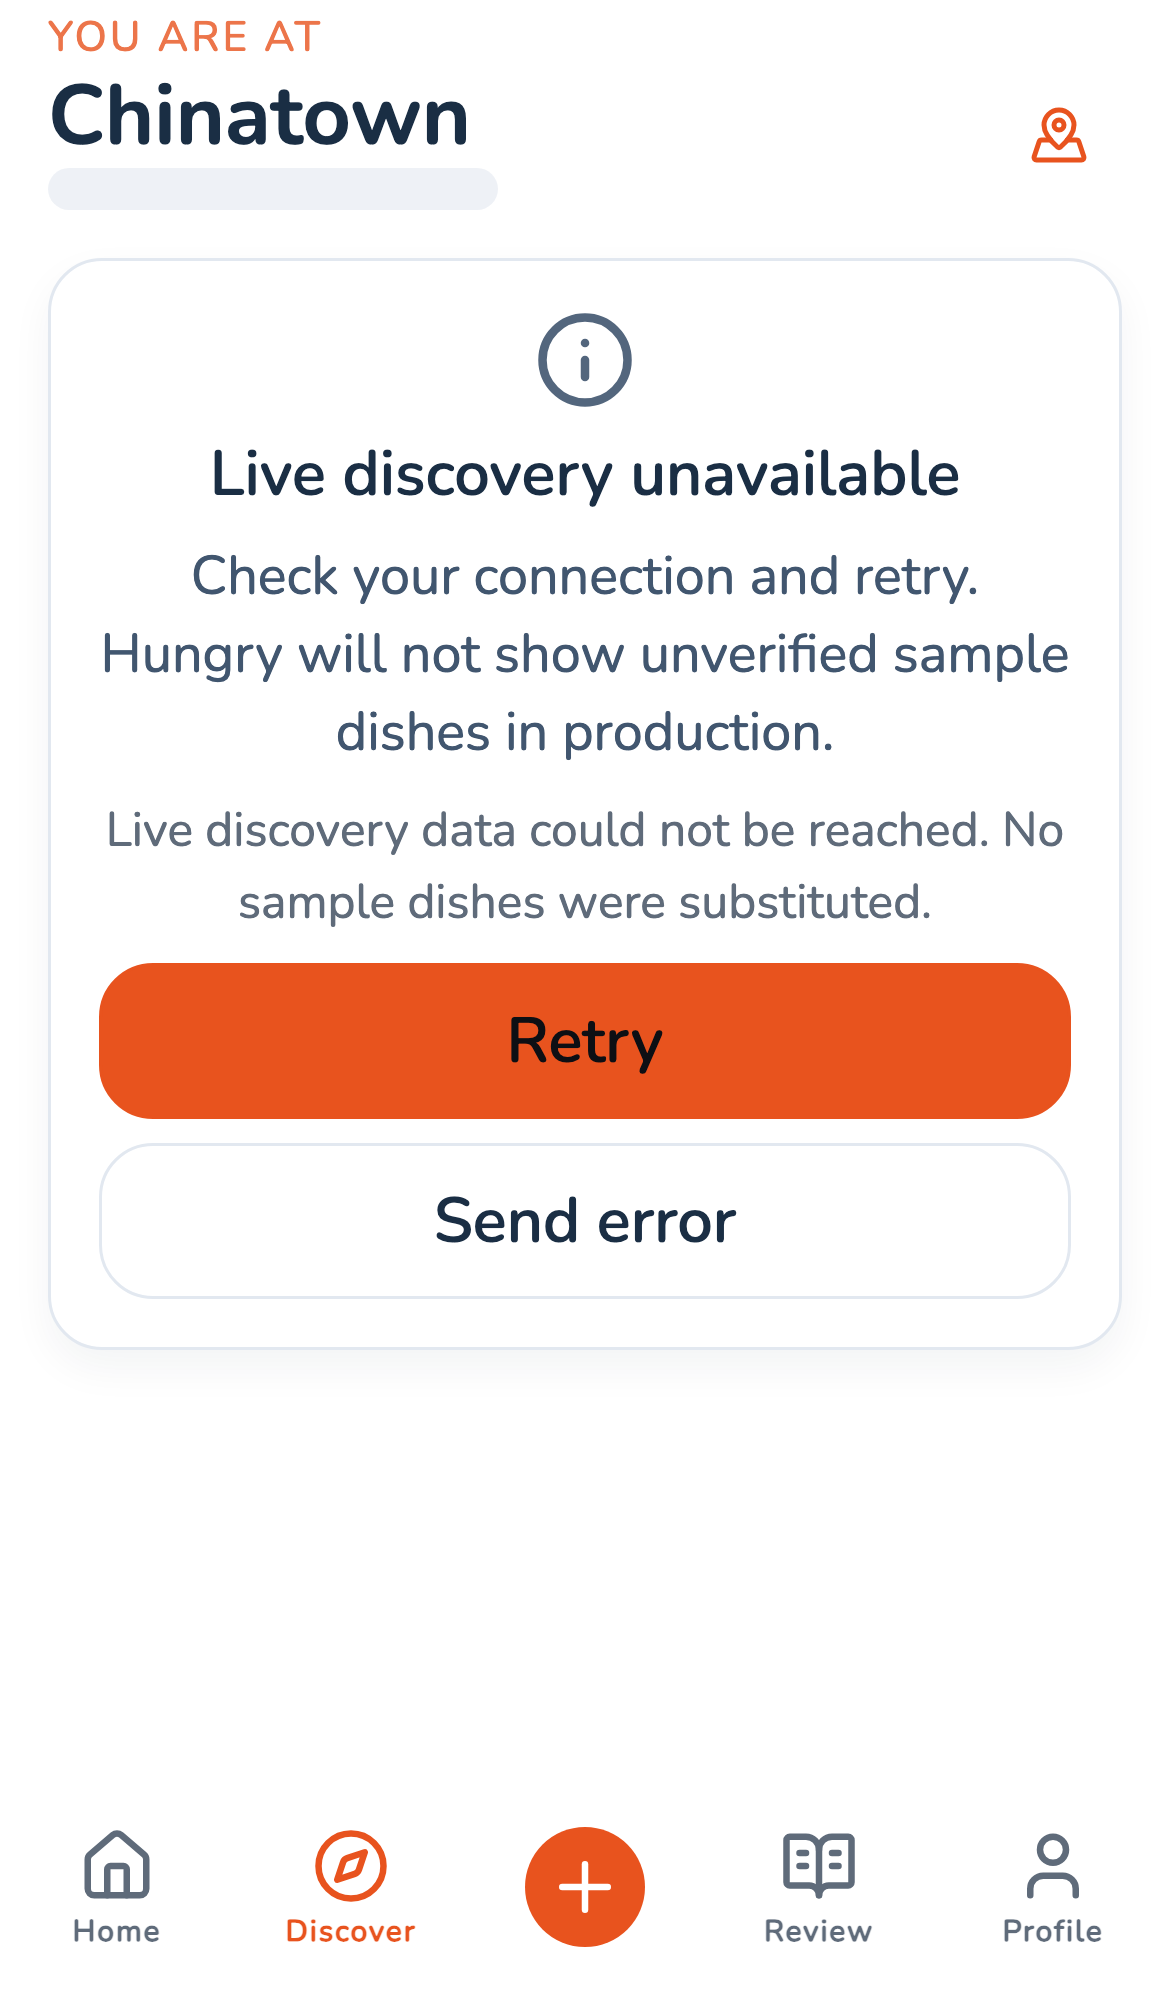 YOU ARE AT
Chinatown
Live discovery unavailable
Check your connection and retry.
Hungry will not show unverified sample
dishes in production.
Live discovery data could not be reached. No
sample dishes were substituted.
Retry
Send error
Home
Discover
Review
Profile